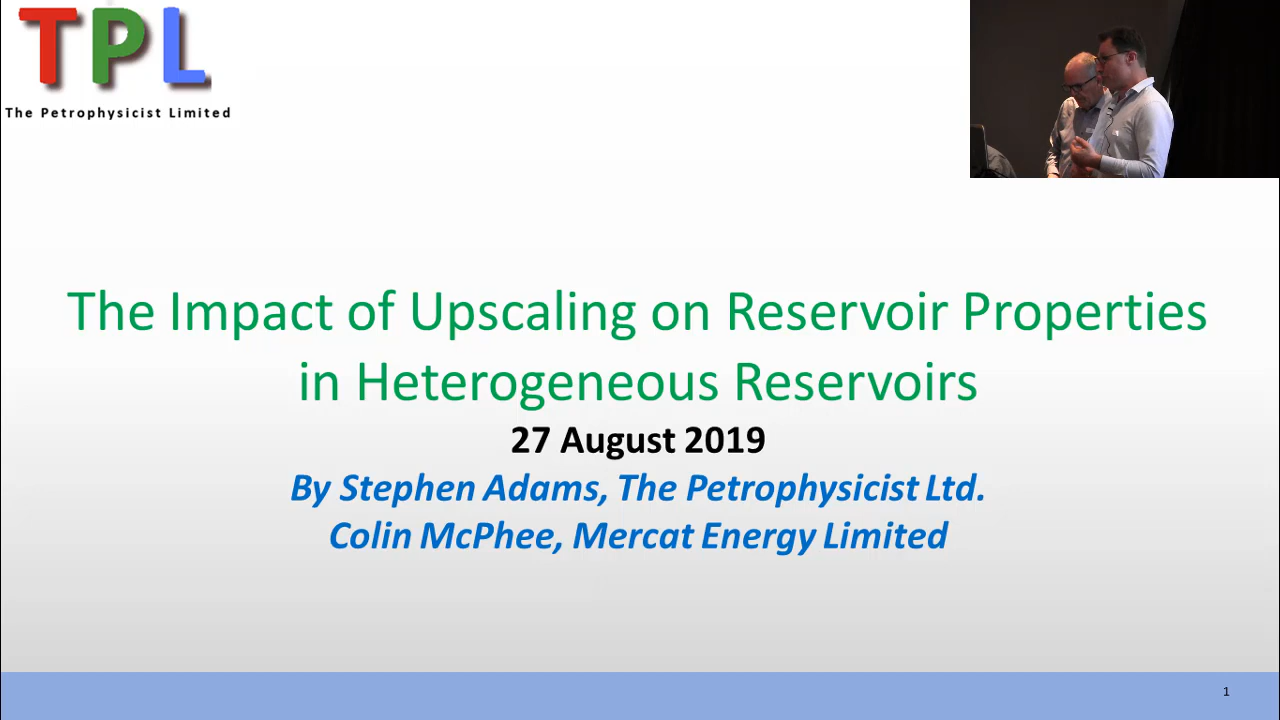 TPL
The Petrophysicist Limited
The Impact of Upscaling on Reservoir Properties
in Heterogeneous Reservoirs
27 August 2019
By Stephen Adams, The Petrophysicist Ltd.
Colin McPhee, Mercat Energy Limited
1